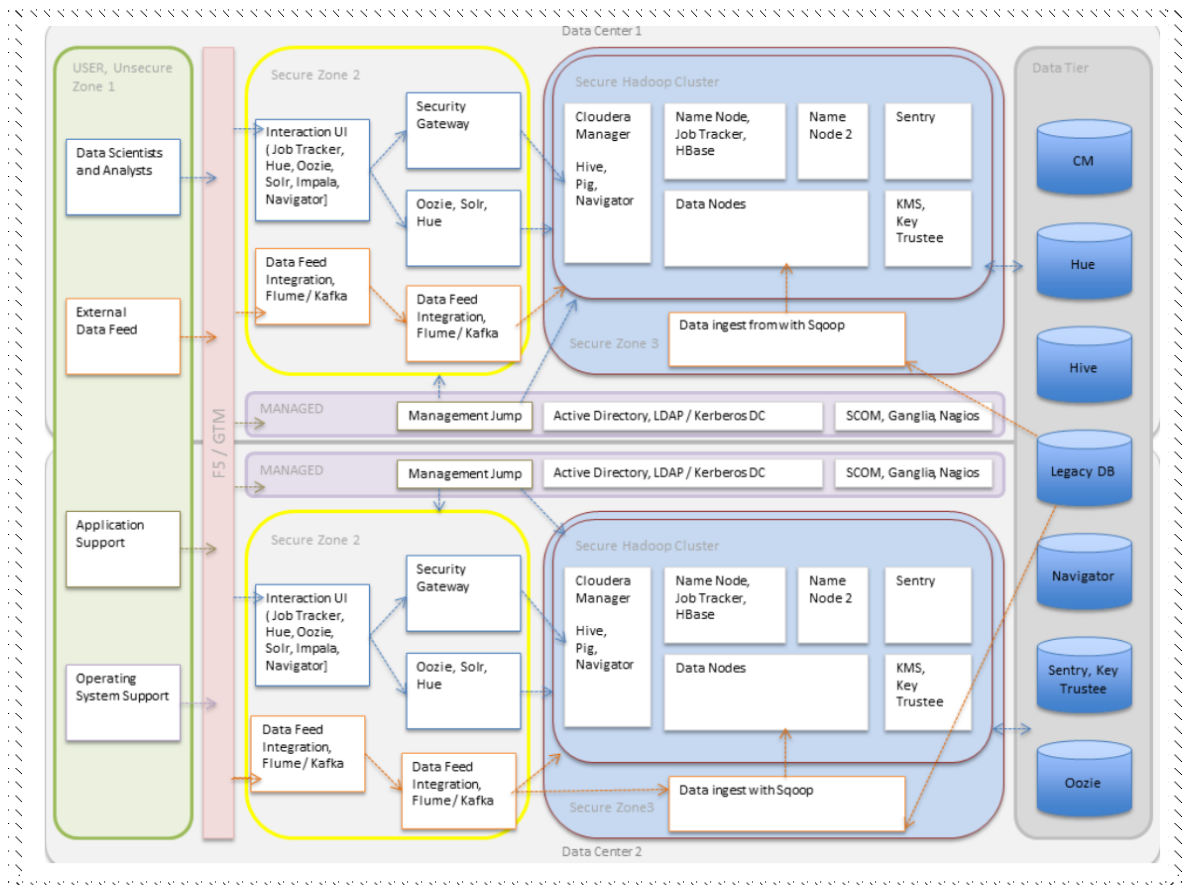 Data Center 1
USER, Unsecure
Zone 1
Data Scientists
and Analysts
External
Data Feed
Application
Support
Operating
System Support
F5 / GTM
Secure Zone 2
Interaction UI
( Job Tracker,
Hue, Oozie,
Solr, Impala,
Navigator]
Security
Gateway
Oozie, Solr,
Hue
Data Feed
Integration,
Flume / Kafka
Data Feed
Integration,
Flume / Kafka
Secure Hadoop Cluster
Cloudera
Manager
Hive,
Pig,
Navigator
Name Node,
Job Tracker,
HBase
Name
Node 2
Sentry
Data Nodes
KMS,
Key
Trustee
Data ingest from with Sqoop
Secure Zone 3
MANAGED
Management Jump
Active Directory, LDAP / Kerberos DC
SCOM, Ganglia, Nagios
MANAGED
Management Jump
Active Directory, LDAP / Kerberos DC
SCOM, Ganglia, Nagios
Secure Zone 2
Interaction UI
( Job Tracker,
Hue, Oozie,
Solr, Impala,
Navigator]
Security
Gateway
Oozie, Solr,
Hue
Data Feed
Integration,
Flume / Kafka
Data Feed
Integration,
Flume / Kafka
Secure Hadoop Cluster
Cloudera
Manager
Hive,
Pig,
Navigator
Name Node,
Job Tracker,
HBase
Name
Node 2
Sentry
Data Nodes
KMS,
Key
Trustee
Data ingest with Sqoop
Secure Zone3
Data Tier
CM
Hue
Hive
Legacy DB
Navigator
Sentry, Key
Trustee
Oozie
Data Center 2